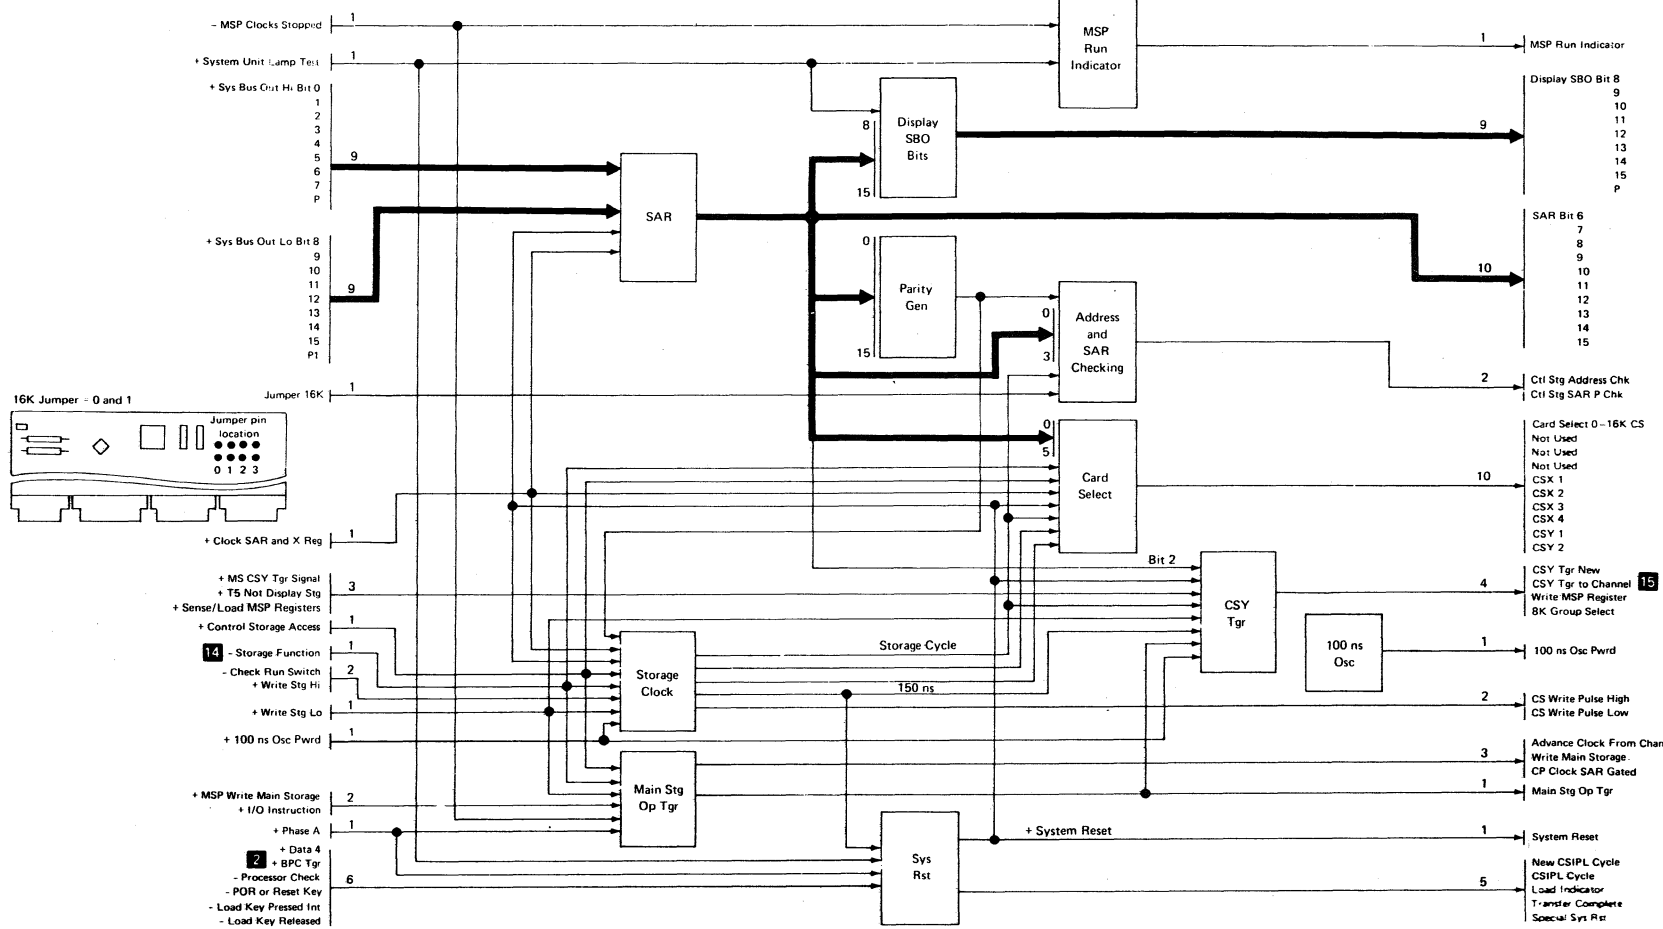 1
- MSP Clocks Stopped
MSP
Run
Indicator
1
MSP Run Indicator
+ System Unit Lamp Test
1
+ Sys Bus Out Hi Bit 0
1
2
3
4
5
6
7
P
9
Display
SBO
Bits
8
15
9
Display SBO Bit 8
9
10
11
12
13
14
15
P
SAR
+ Sys Bus Out Lo Bit 8
9
10
11
12
13
14
15
P1
9
10
SAR Bit 6
7
8
9
10
11
12
13
14
15
0
15
Parity
Gen
0
3
Address
and
SAR
Checking
2
Ctl Stg Address Chk
Ctl Stg SAR P Chk
Jumper 16K
1
16K Jumper = 0 and 1
Jumper pin
location
0 1 2 3
0
5
Card
Select
10
Card Select 0-16K CS
Not Used
Not Used
Not Used
CSX 1
CSX 2
CSX 3
CSX 4
CSY 1
CSY 2
+ Clock SAR and X Reg
1
Bit 2
+ MS CSY Tgr Signal
+ T5 Not Display Stg
+ Sense/Load MSP Registers
3
CSY
Tgr
4
CSY Tgr New
CSY Tgr to Channel
15
Write MSP Register
8K Group Select
+ Control Storage Access
1
14
- Storage Function
1
- Check Run Switch
+ Write Stg Hi
2
+ Write Stg Lo
1
+ 100 ns Osc Pwrd
1
Storage
Clock
Storage Cycle
150 ns
100 ns
Osc
1
100 ns Osc Pwrd
2
CS Write Pulse High
CS Write Pulse Low
Main Stg
Op Tgr
3
Advance Clock From Chan
Write Main Storage
CP Clock SAR Gated
1
Main Stg Op Tgr
+ MSP Write Main Storage
+ I/O Instruction
2
+ Phase A
1
+ Data 4
2
+ BPC Tgr
- Processor Check
- POR or Reset Key
- Load Key Pressed Int
- Load Key Released
6
Sys
Rst
+ System Reset
1
System Reset
5
New CSIPL Cycle
CSIPL Cycle
Load Indicator
Transfer Complete
Special Sys Rst